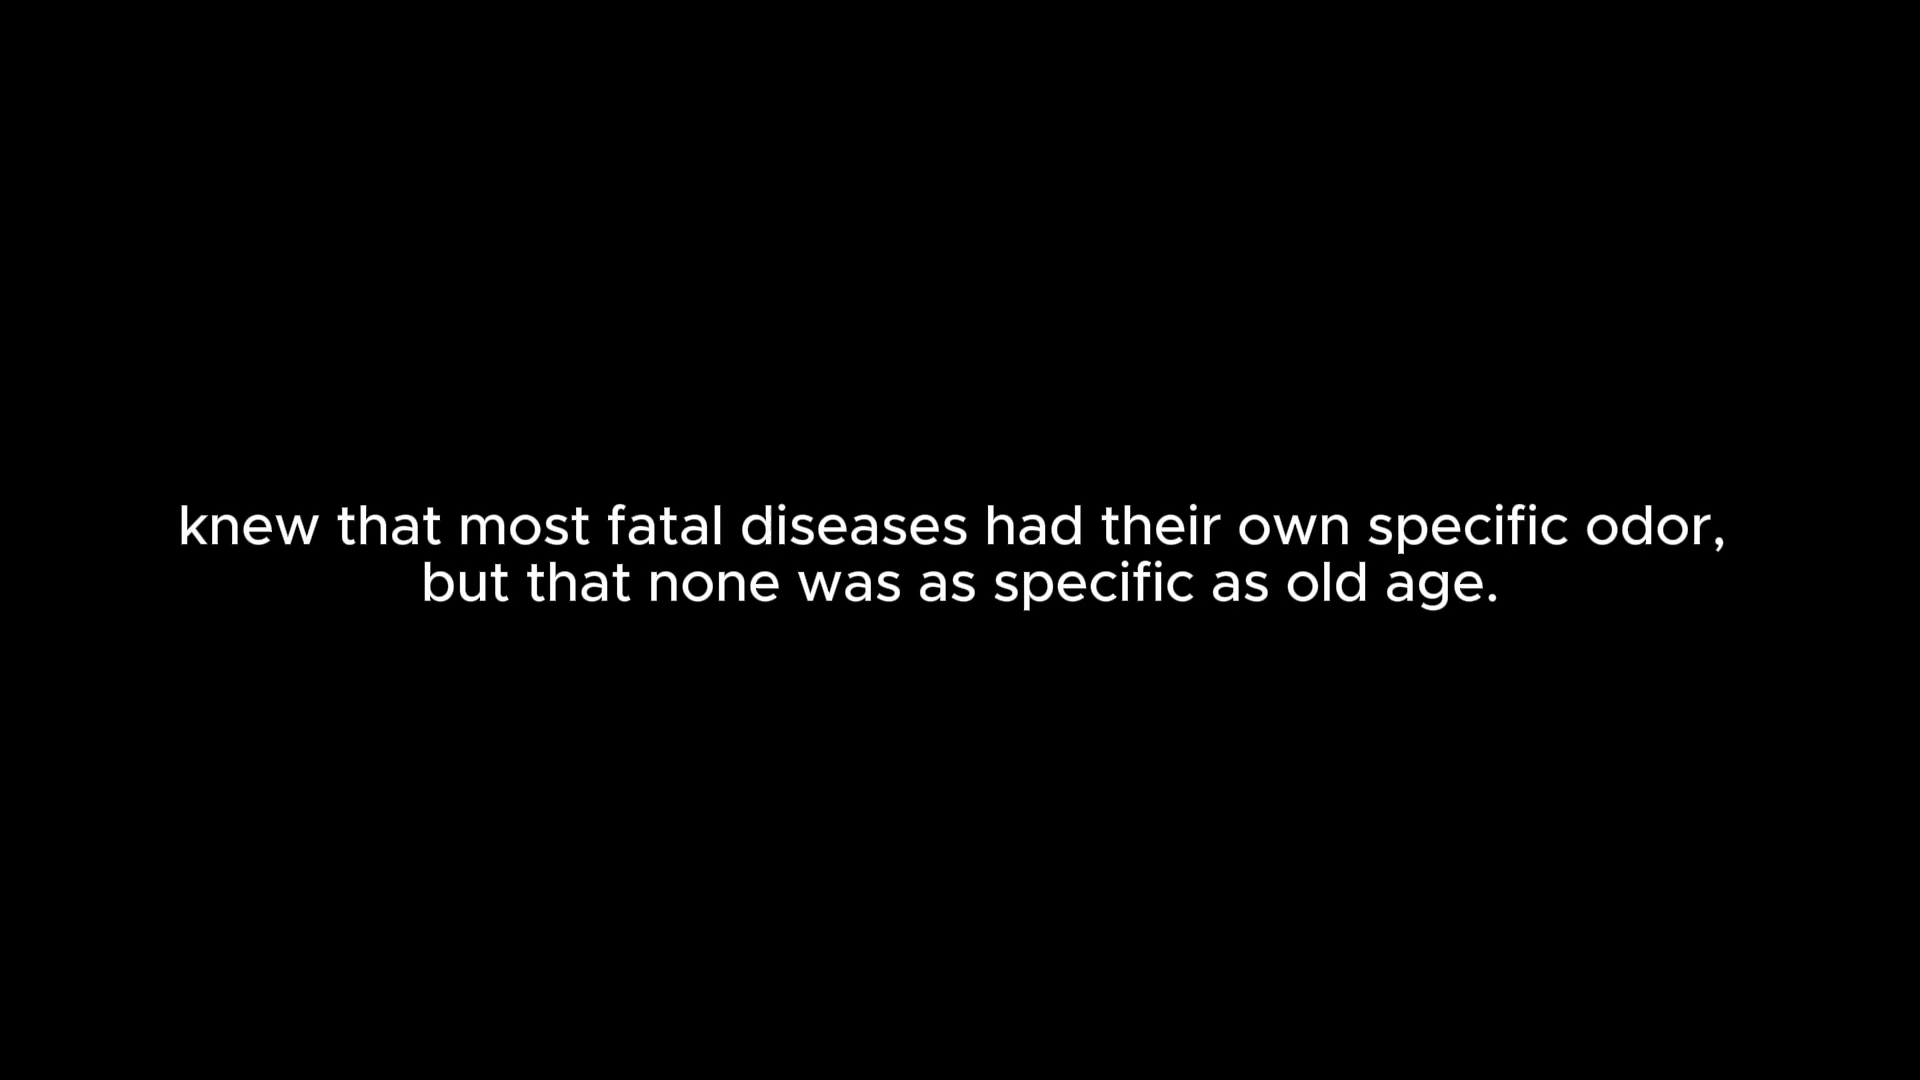 knew that most fatal diseases had their own specific odor,
but that none was as specific as old age.